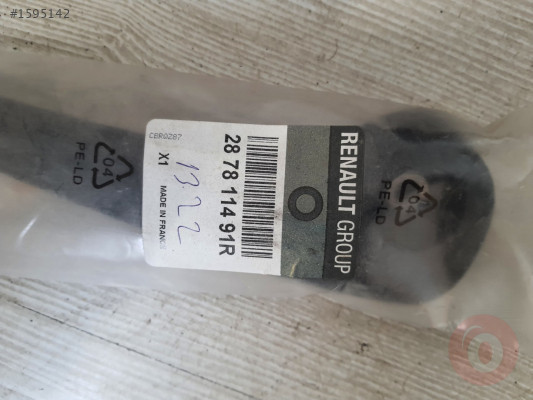 #1595142
RENAULT GROUP
28 78 114 91R
CBR0287
X1
MADE IN FRANCE
1322
04
PE-LD
04
PE-LD